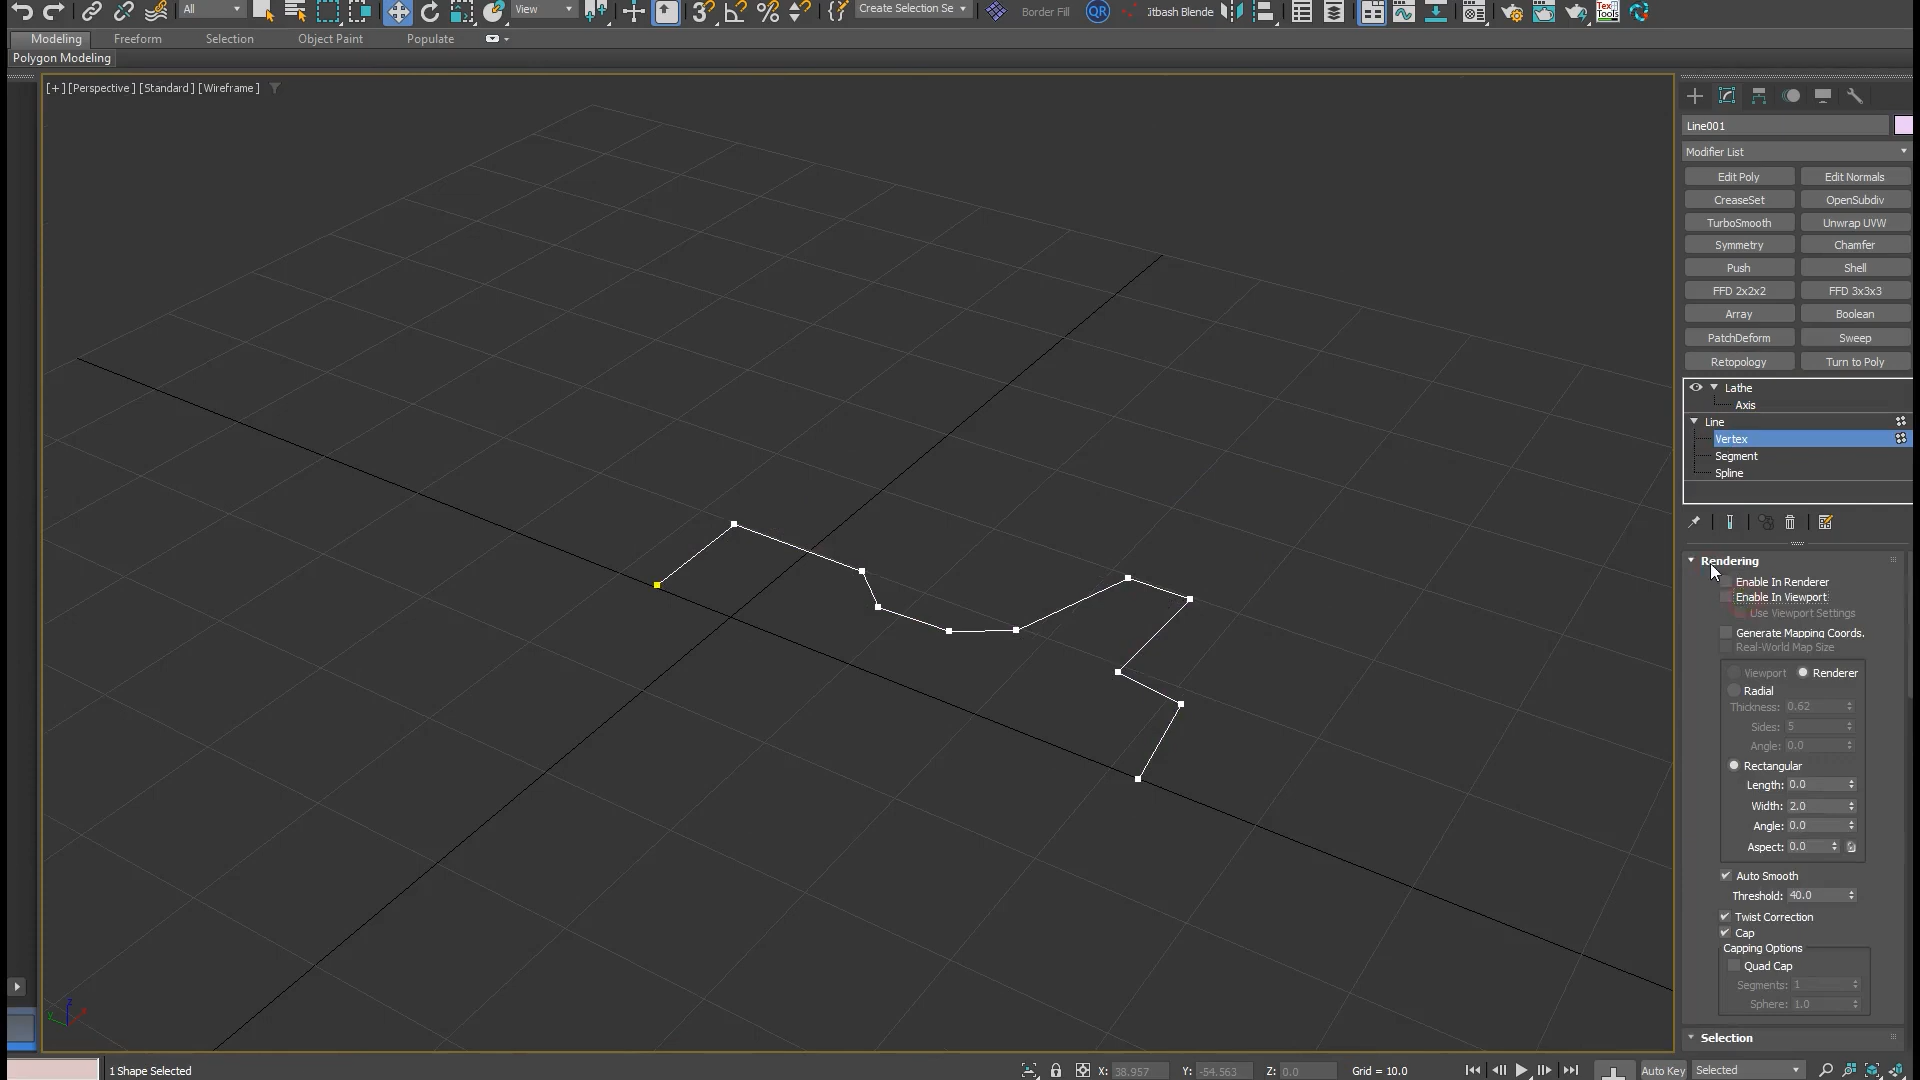 All
View
Create Selection Se
Border Fill
QR
Jtbash Blende
Tex Tools
Modeling
Freeform
Selection
Object Paint
Populate
Polygon Modeling
[+] [Perspective ] [Standard ] [Wireframe ]
Line001
Modifier List
Edit Poly
Edit Normals
CreaseSet
OpenSubdiv
TurboSmooth
Unwrap UVW
Symmetry
Chamfer
Push
Shell
FFD 2x2x2
FFD 3x3x3
Array
Boolean
PatchDeform
Sweep
Retopology
Turn to Poly
Lathe
Axis
Line
Vertex
Segment
Spline
Rendering
Enable In Renderer
Enable In Viewport
Use Viewport Settings
Generate Mapping Coords.
Real-World Map Size
Viewport
Renderer
Radial
Thickness: 0.62
Sides: 5
Angle: 0.0
Rectangular
Length: 0.0
Width: 2.0
Angle: 0.0
Aspect: 0.0
Auto Smooth
Threshold: 40.0
Twist Correction
Cap
Capping Options
Quad Cap
Segments: 1
Sphere: 1.0
Selection
z
y
1 Shape Selected
X: 38.957
Y: -54.563
Z: 0.0
Grid = 10.0
Auto Key
Selected